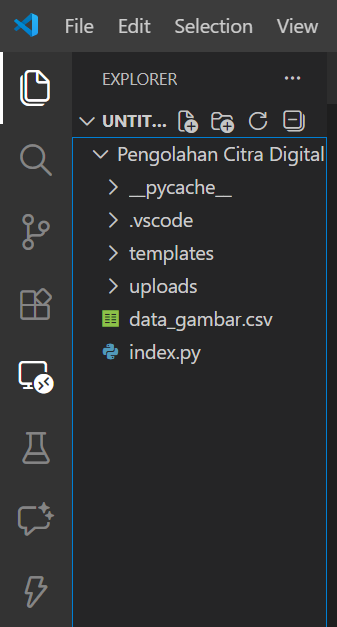 File Edit Selection View
EXPLORER
UNTIT...
Pengolahan Citra Digital
__pycache__
.vscode
templates
uploads
data_gambar.csv
index.py